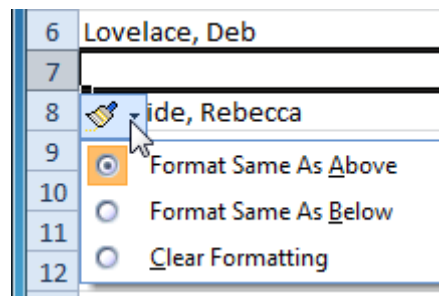 6 Lovelace, Deb
7
8 ide, Rebecca
9 Format Same As Above
10 Format Same As Below
11
12 Clear Formatting